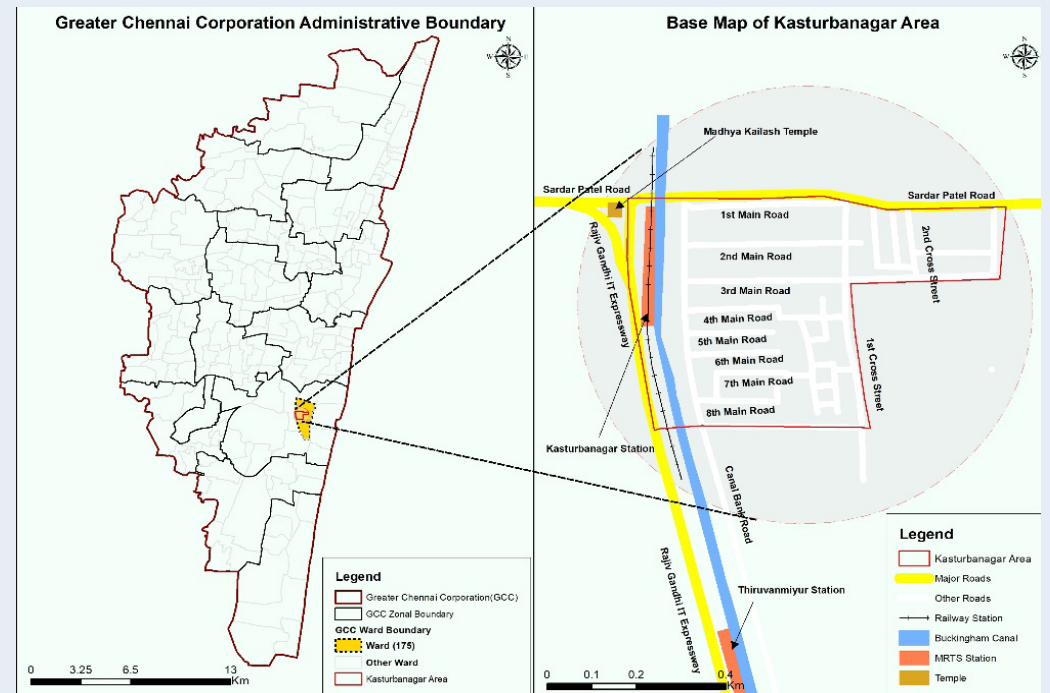 Greater Chennai Corporation Administrative Boundary
N
W
S
Legend
Greater Chennai Corporation(GCC)
GCC Zonal Boundary
GCC Ward Boundary
Ward (175)
Other Ward
Kasturbanagar Area
0 3.25 6.5 13
Km
Base Map of Kasturbanagar Area
N
W E
S
Madhya Kailash Temple
Sardar Patel Road
Sardar Patel Road
1st Main Road
2nd Main Road
3rd Main Road
4th Main Road
5th Main Road
6th Main Road
7th Main Road
8th Main Road
2nd Cross Street
1st Cross Street
Rajiv Gandhi IT Expressway
Kasturbanagar Station
Canal Bank Road
Rajiv Gandhi IT Expressway
Thiruvanmiyur Station
Legend
Kasturbanagar Area
Major Roads
Other Roads
Railway Station
Buckingham Canal
MRTS Station
Temple
0 0.1 0.2 0.4
Km